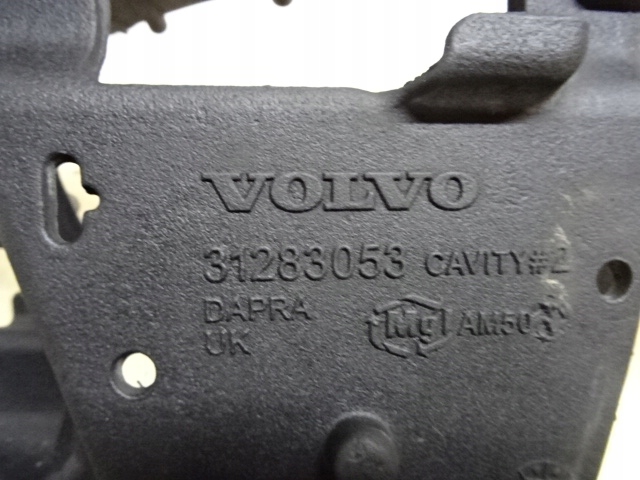 VOLVO
31283053 CAVITY#2
DAPRA
UK
Mg AM50